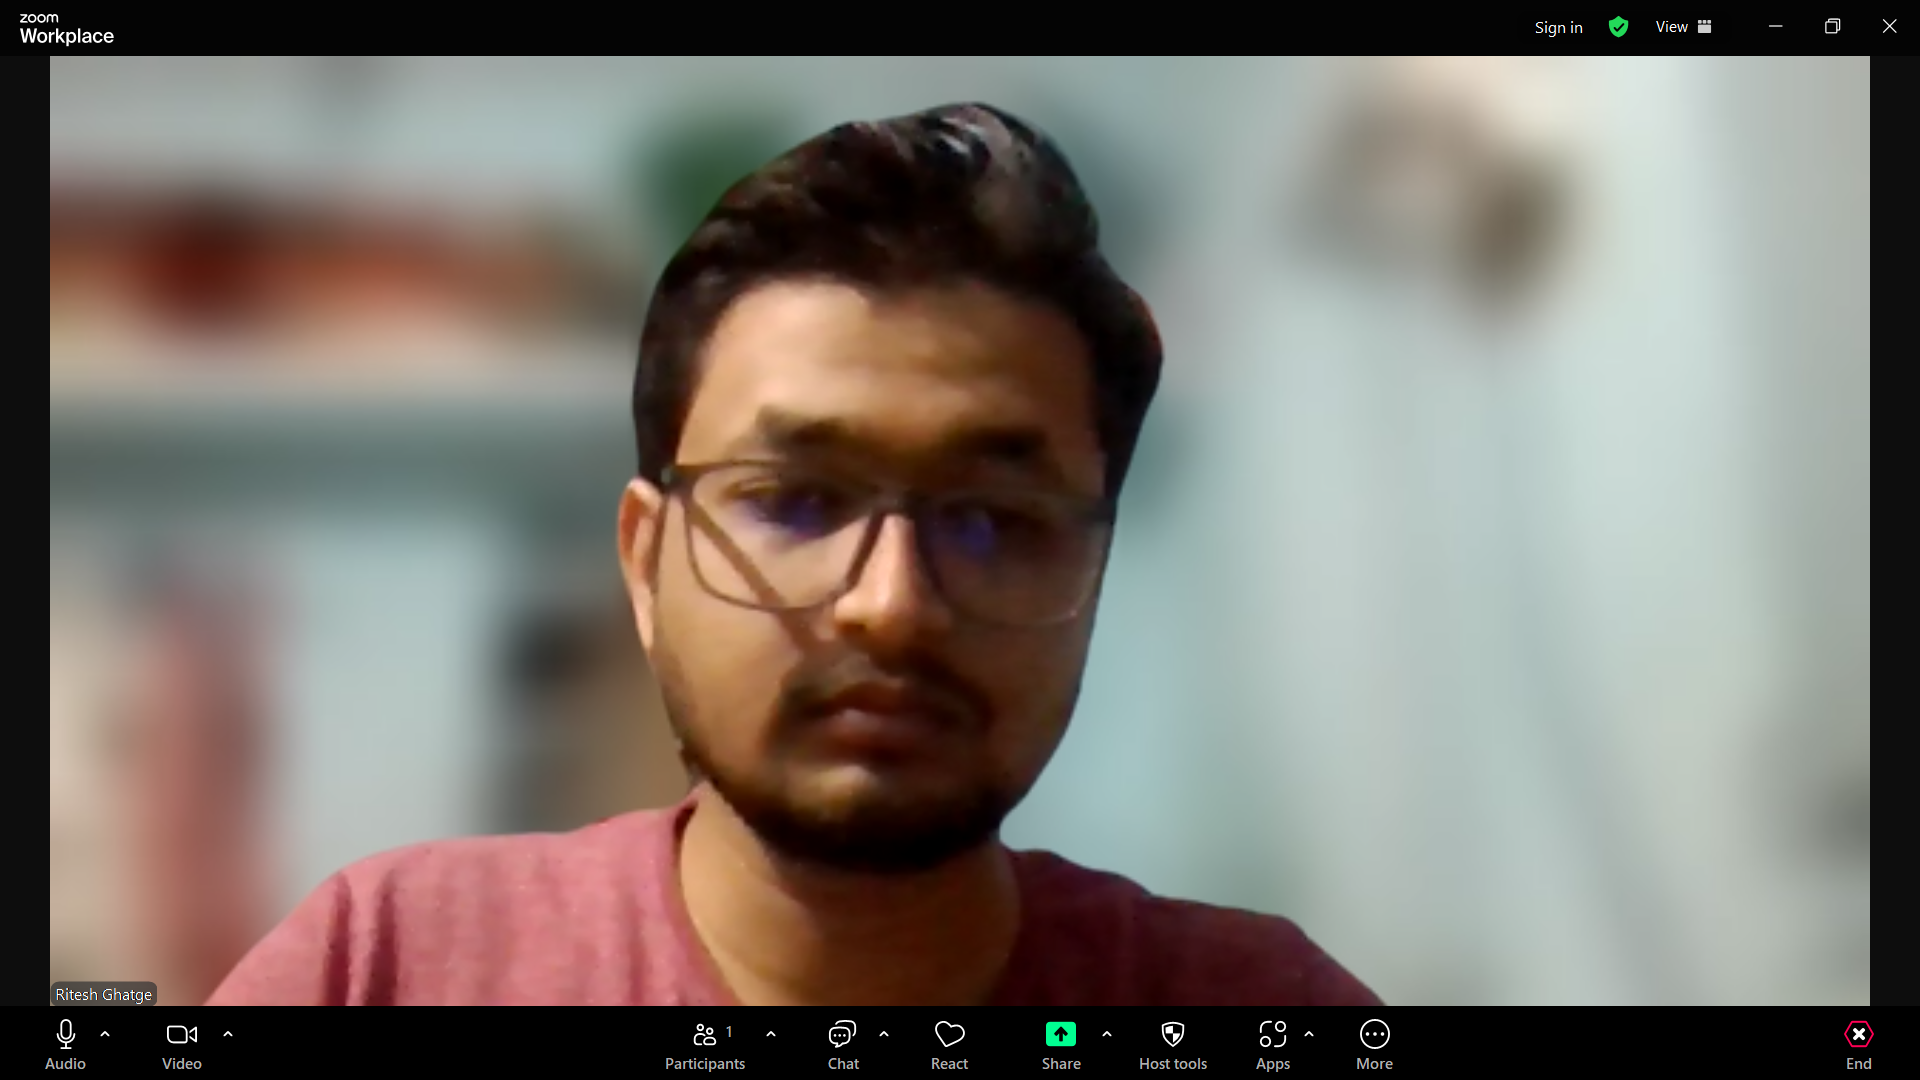 zoom
Workplace
Sign in
View
Ritesh Ghatge
Audio
Video
Participants
1
Chat
React
Share
Host tools
Apps
More
End